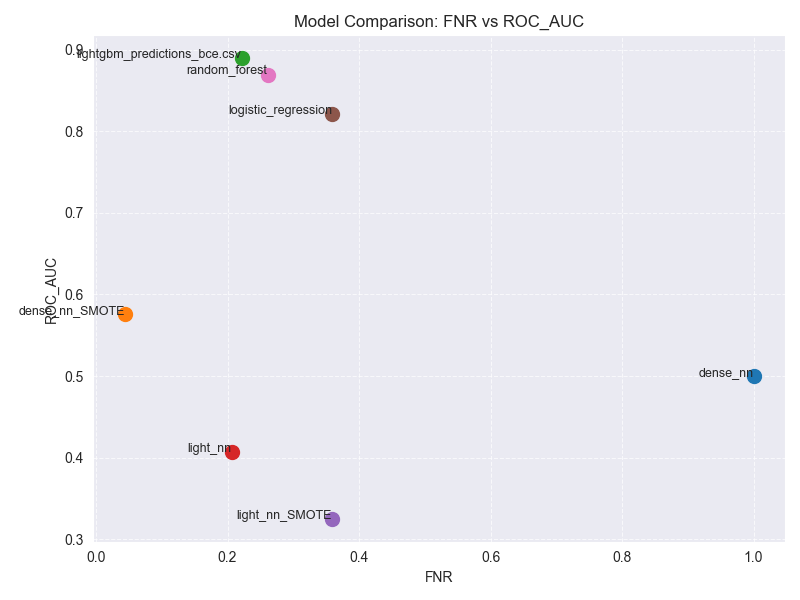 Model Comparison: FNR vs ROC_AUC
0.9
lightgbm_predictions_bce.csv
random_forest
logistic_regression
0.8
0.7
0.6
ROC_AUC
dense_nn_SMOTE
0.5
dense_nn
light_nn
0.4
light_nn_SMOTE
0.3
0.0 0.2 0.4 0.6 0.8 1.0
FNR